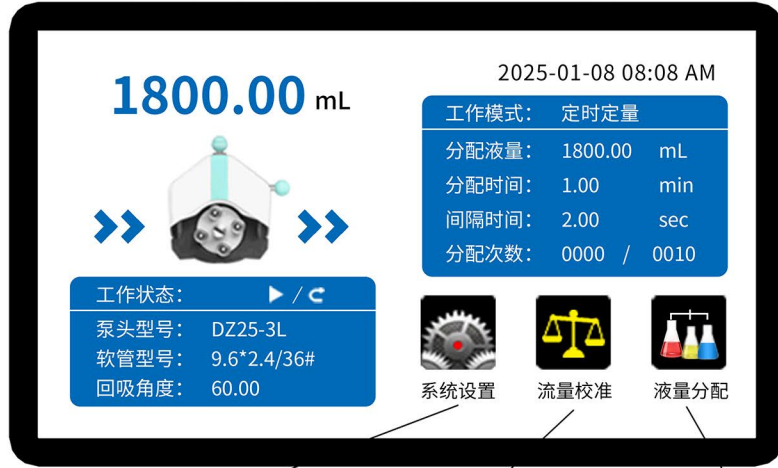 2025-01-08 08:08 AM
1800.00 mL
工作模式： 定时定量
分配液量： 1800.00 mL
分配时间： 1.00 min
间隔时间： 2.00 sec
分配次数： 0000 / 0010
工作状态： /
泵头型号： DZ25-3L
软管型号： 9.6*2.4/36#
回吸角度： 60.00
系统设置 流量校准 液量分配